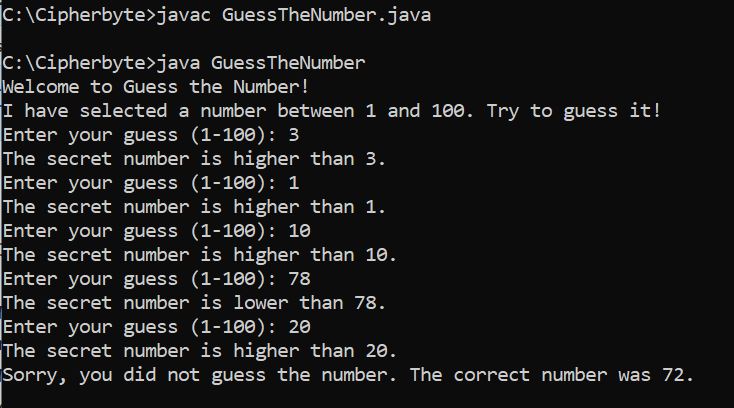 C:\Cipherbyte>javac GuessTheNumber.java
C:\Cipherbyte>java GuessTheNumber
Welcome to Guess the Number!
I have selected a number between 1 and 100. Try to guess it!
Enter your guess (1-100): 3
The secret number is higher than 3.
Enter your guess (1-100): 1
The secret number is higher than 1.
Enter your guess (1-100): 10
The secret number is higher than 10.
Enter your guess (1-100): 78
The secret number is lower than 78.
Enter your guess (1-100): 20
The secret number is higher than 20.
Sorry, you did not guess the number. The correct number was 72.